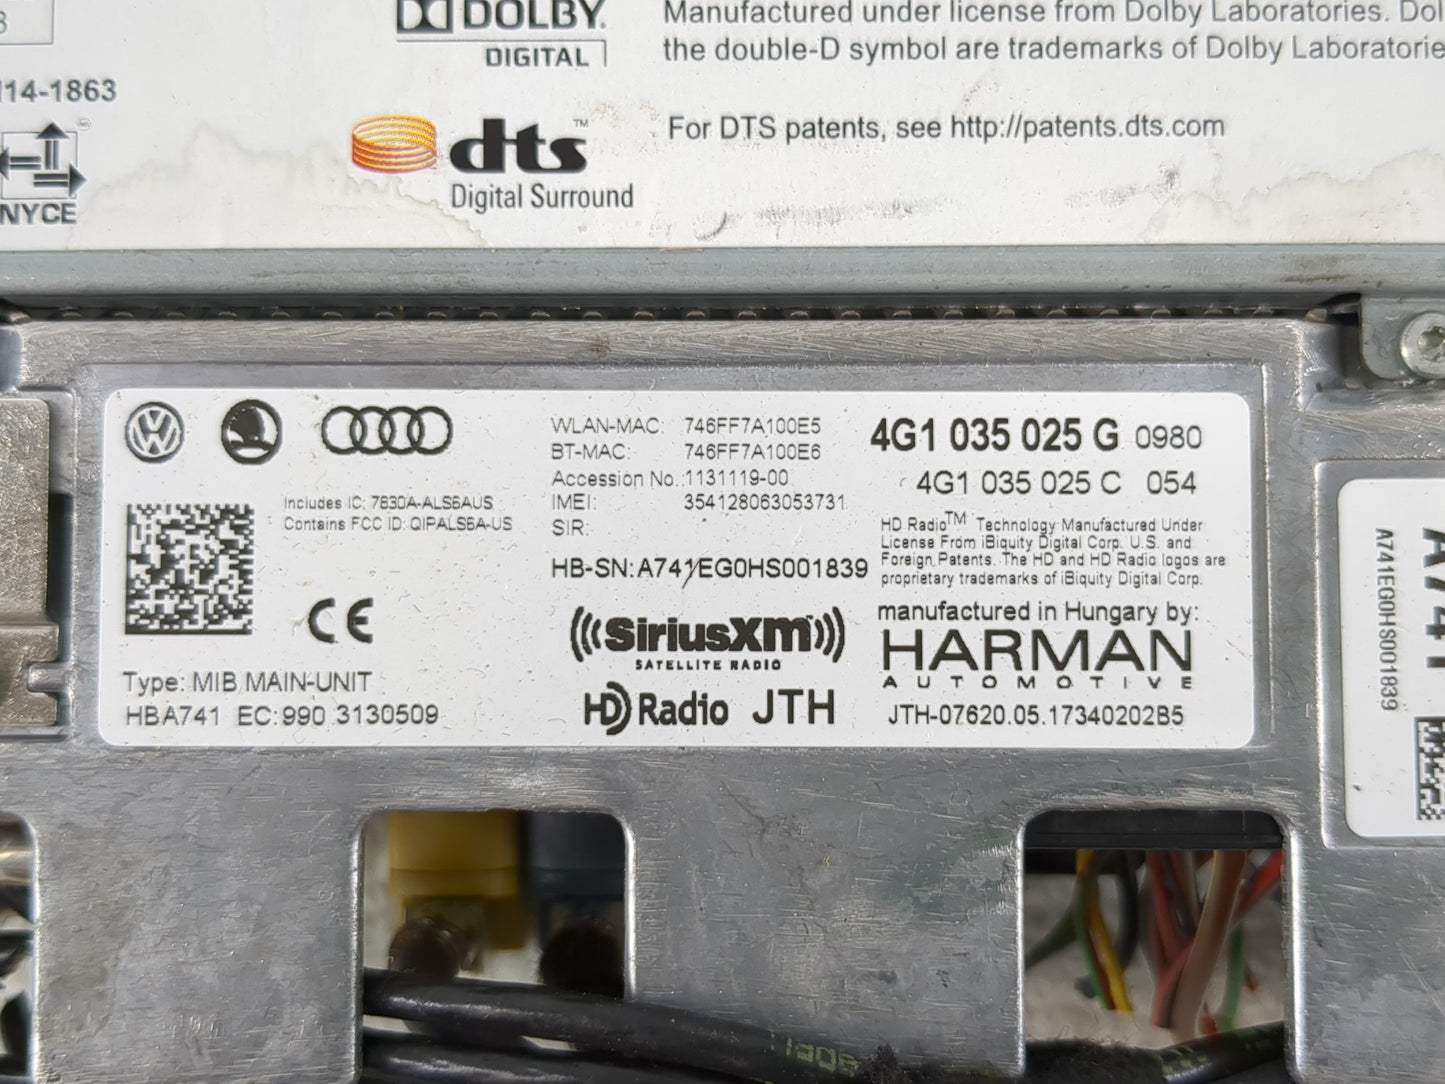 DOLBY
DIGITAL
Manufactured under license from Dolby Laboratories. Dol
the double-D symbol are trademarks of Dolby Laboratorie
14-1863
NYCE
dts™
Digital Surround
For DTS patents, see http://patents.dts.com
Includes IC: 7830A-ALS6AUS
Contains FCC ID: QIPALS6A-US
CE
Type: MIB MAIN-UNIT
HBA741 EC:990 3130509
WLAN-MAC: 746FF7A100E5
BT-MAC: 746FF7A100E6
Accession No.:1131119-00
IMEI: 354128063053731
SIR:
HB-SN:A741EG0HS001839
SiriusXM
SATELLITE RADIO
HD Radio JTH
4G1 035 025 G 0980
4G1 035 025 C 054
HD Radio™ Technology Manufactured Under
License From iBiquity Digital Corp. U.S. and
Foreign Patents. The HD and HD Radio logos are
proprietary trademarks of iBiquity Digital Corp.
manufactured in Hungary by:
HARMAN
AUTOMOTIVE
JTH-07620.05.17340202B5
A741
A741EG0HS001839